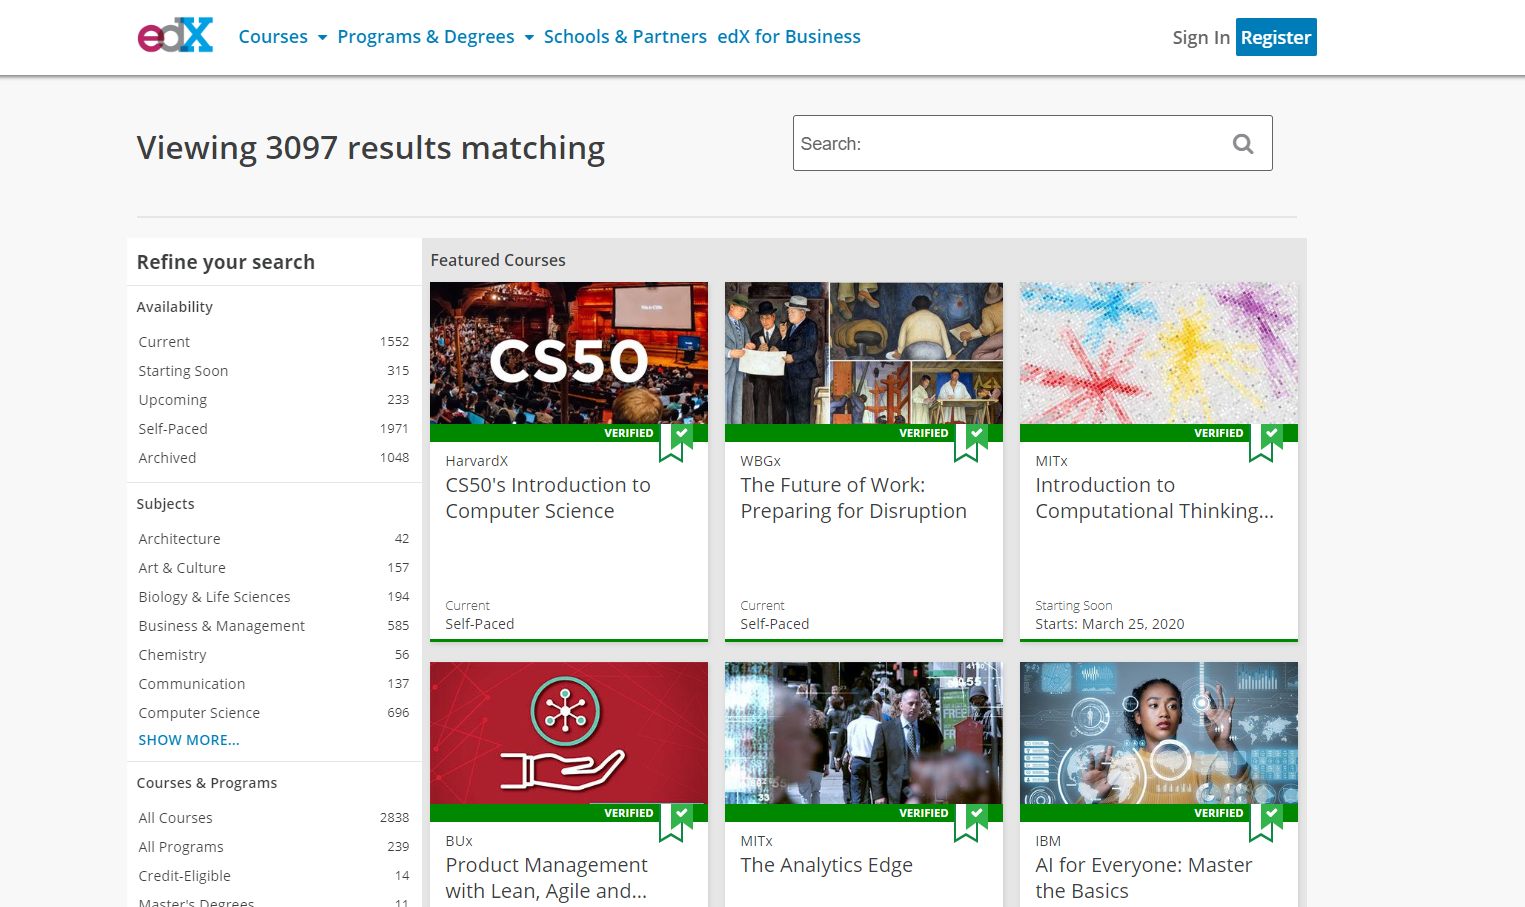 edX
Courses
Programs & Degrees
Schools & Partners
edX for Business
Sign In
Register
Viewing 3097 results matching
Search:
Refine your search
Availability
Current 1552
Starting Soon 315
Upcoming 233
Self-Paced 1971
Archived 1048
Subjects
Architecture 42
Art & Culture 157
Biology & Life Sciences 194
Business & Management 585
Chemistry 56
Communication 137
Computer Science 696
SHOW MORE...
Courses & Programs
All Courses 2838
All Programs 239
Credit-Eligible 14
Master's Degrees 11
Featured Courses
CS50
VERIFIED
HarvardX
CS50's Introduction to
Computer Science
Current
Self-Paced
VERIFIED
WBGx
The Future of Work:
Preparing for Disruption
Current
Self-Paced
VERIFIED
MITx
Introduction to
Computational Thinking...
Starting Soon
Starts: March 25, 2020
VERIFIED
BUx
Product Management
with Lean, Agile and...
VERIFIED
MITx
The Analytics Edge
VERIFIED
IBM
AI for Everyone: Master
the Basics